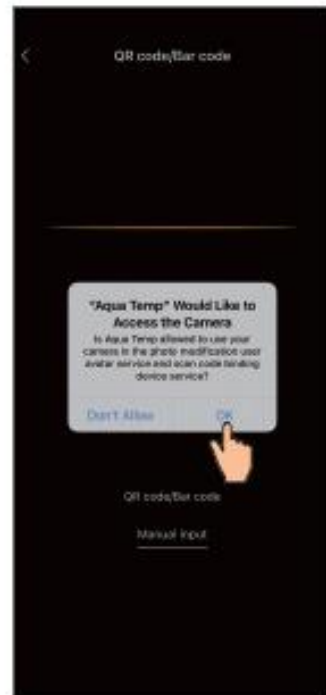 QR code/Bar code
"Aqua Temp" Would Like to
Access the Camera
Is Aqua Temp allowed to use your
camera in the photo modification user
avatar service and scan code binding
device service?
Don't Allow
OK
QR code/Bar code
Manual input